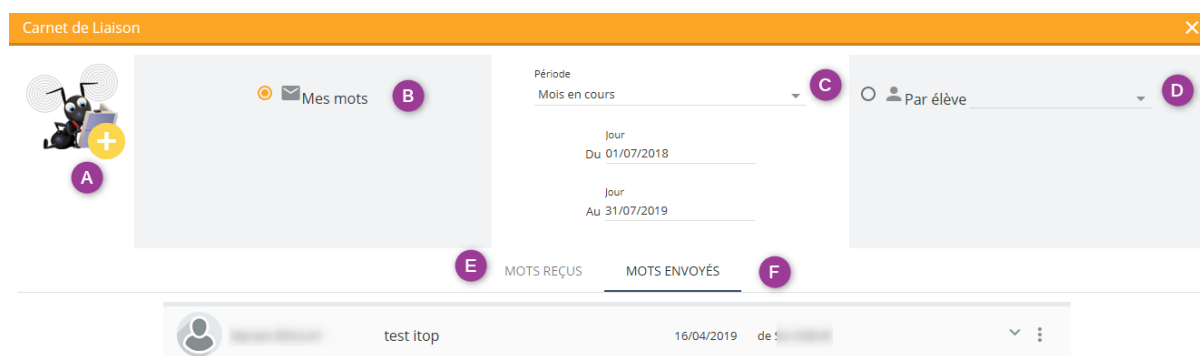 Carnet de Liaison
A
Mes mots B
Période
Mois en cours C
Jour
Du 01/07/2018
Jour
Au 31/07/2019
Par élève D
E MOTS REÇUS MOTS ENVOYÉS F
test itop 16/04/2019 de